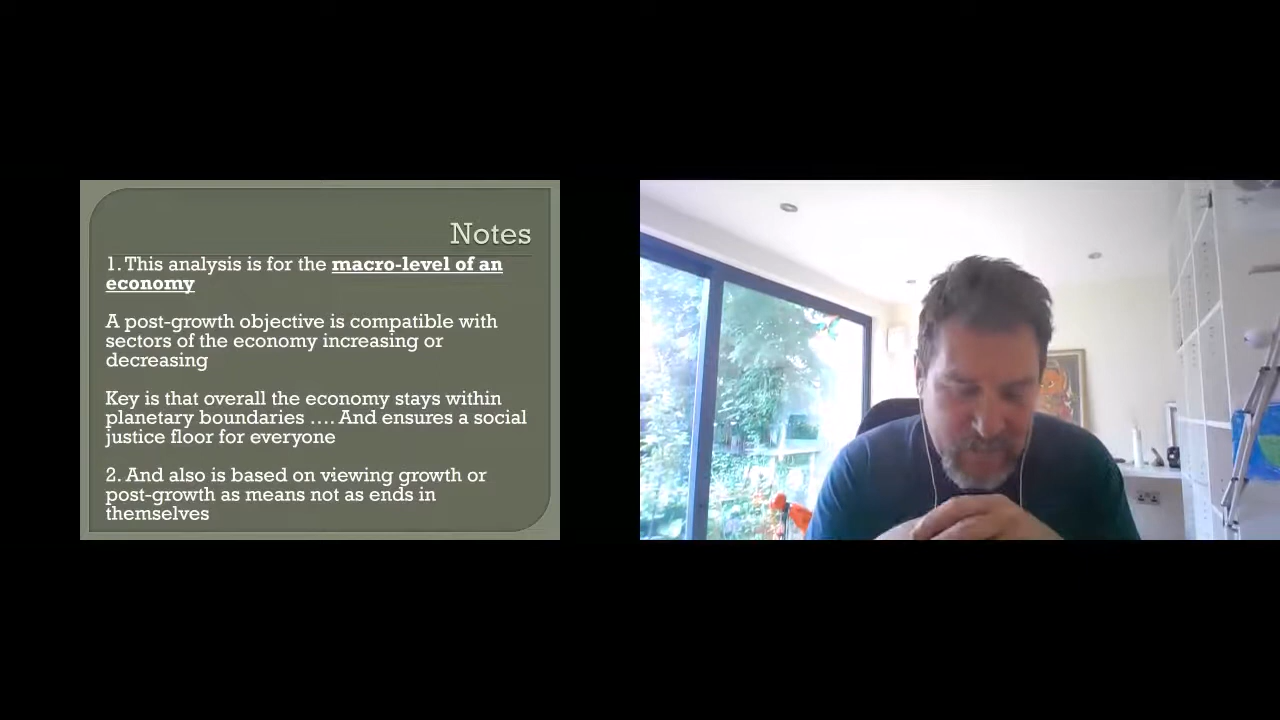 Notes
1. This analysis is for the macro-level of an
economy
A post-growth objective is compatible with
sectors of the economy increasing or
decreasing
Key is that overall the economy stays within
planetary boundaries .... And ensures a social
justice floor for everyone
2. And also is based on viewing growth or
post-growth as means not as ends in
themselves